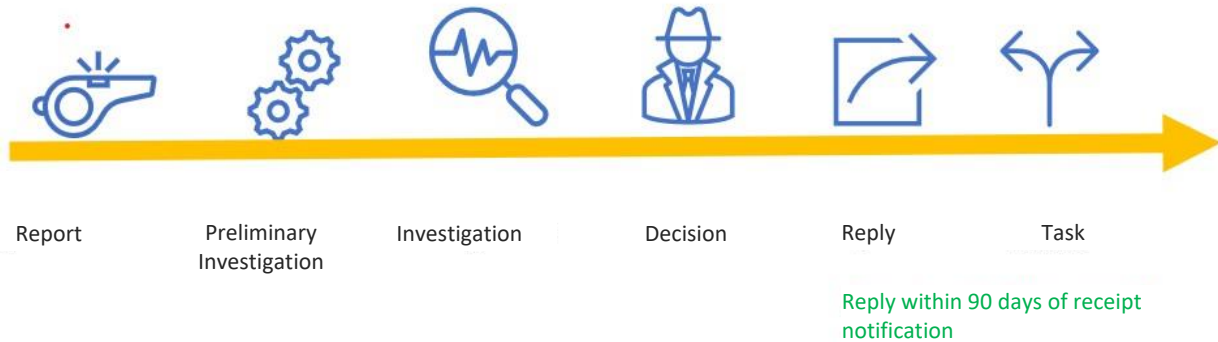 Report
Preliminary
Investigation
Investigation
Decision
Reply
Task
Reply within 90 days of receipt
notification